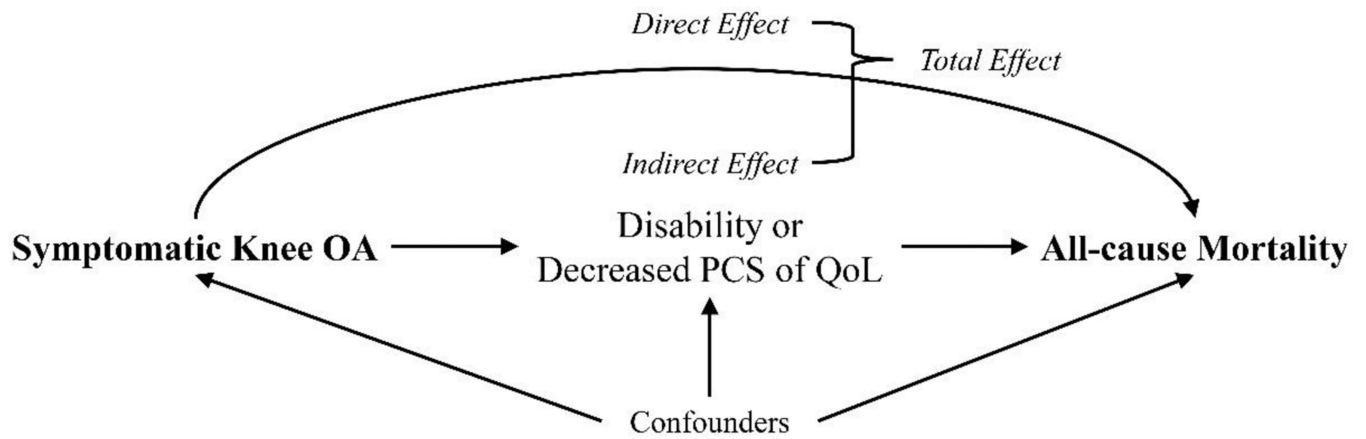 Direct Effect
Total Effect
Indirect Effect
Symptomatic Knee OA
Disability or
Decreased PCS of QoL
All-cause Mortality
Confounders